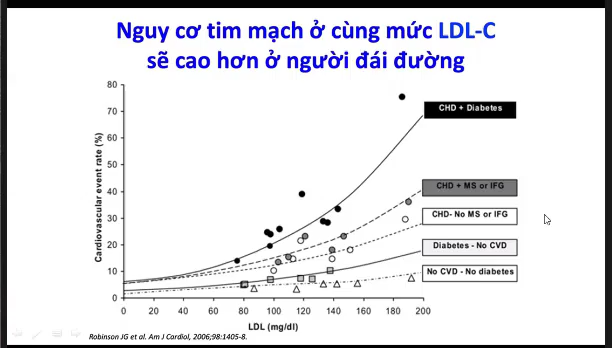 Nguy cơ tim mạch ở cùng mức LDL-C
sẽ cao hơn ở người đái đường
Cardiovascular event rate (%)
80
70
60
50
40
30
20
10
0
0 20 40 60 80 100 120 140 160 180 200
LDL (mg/dl)
CHD + Diabetes
CHD + MS or IFG
CHD- No MS or IFG
Diabetes - No CVD
No CVD - No diabetes
Robinson JG et al. Am J Cardiol, 2006;98:1405-8.